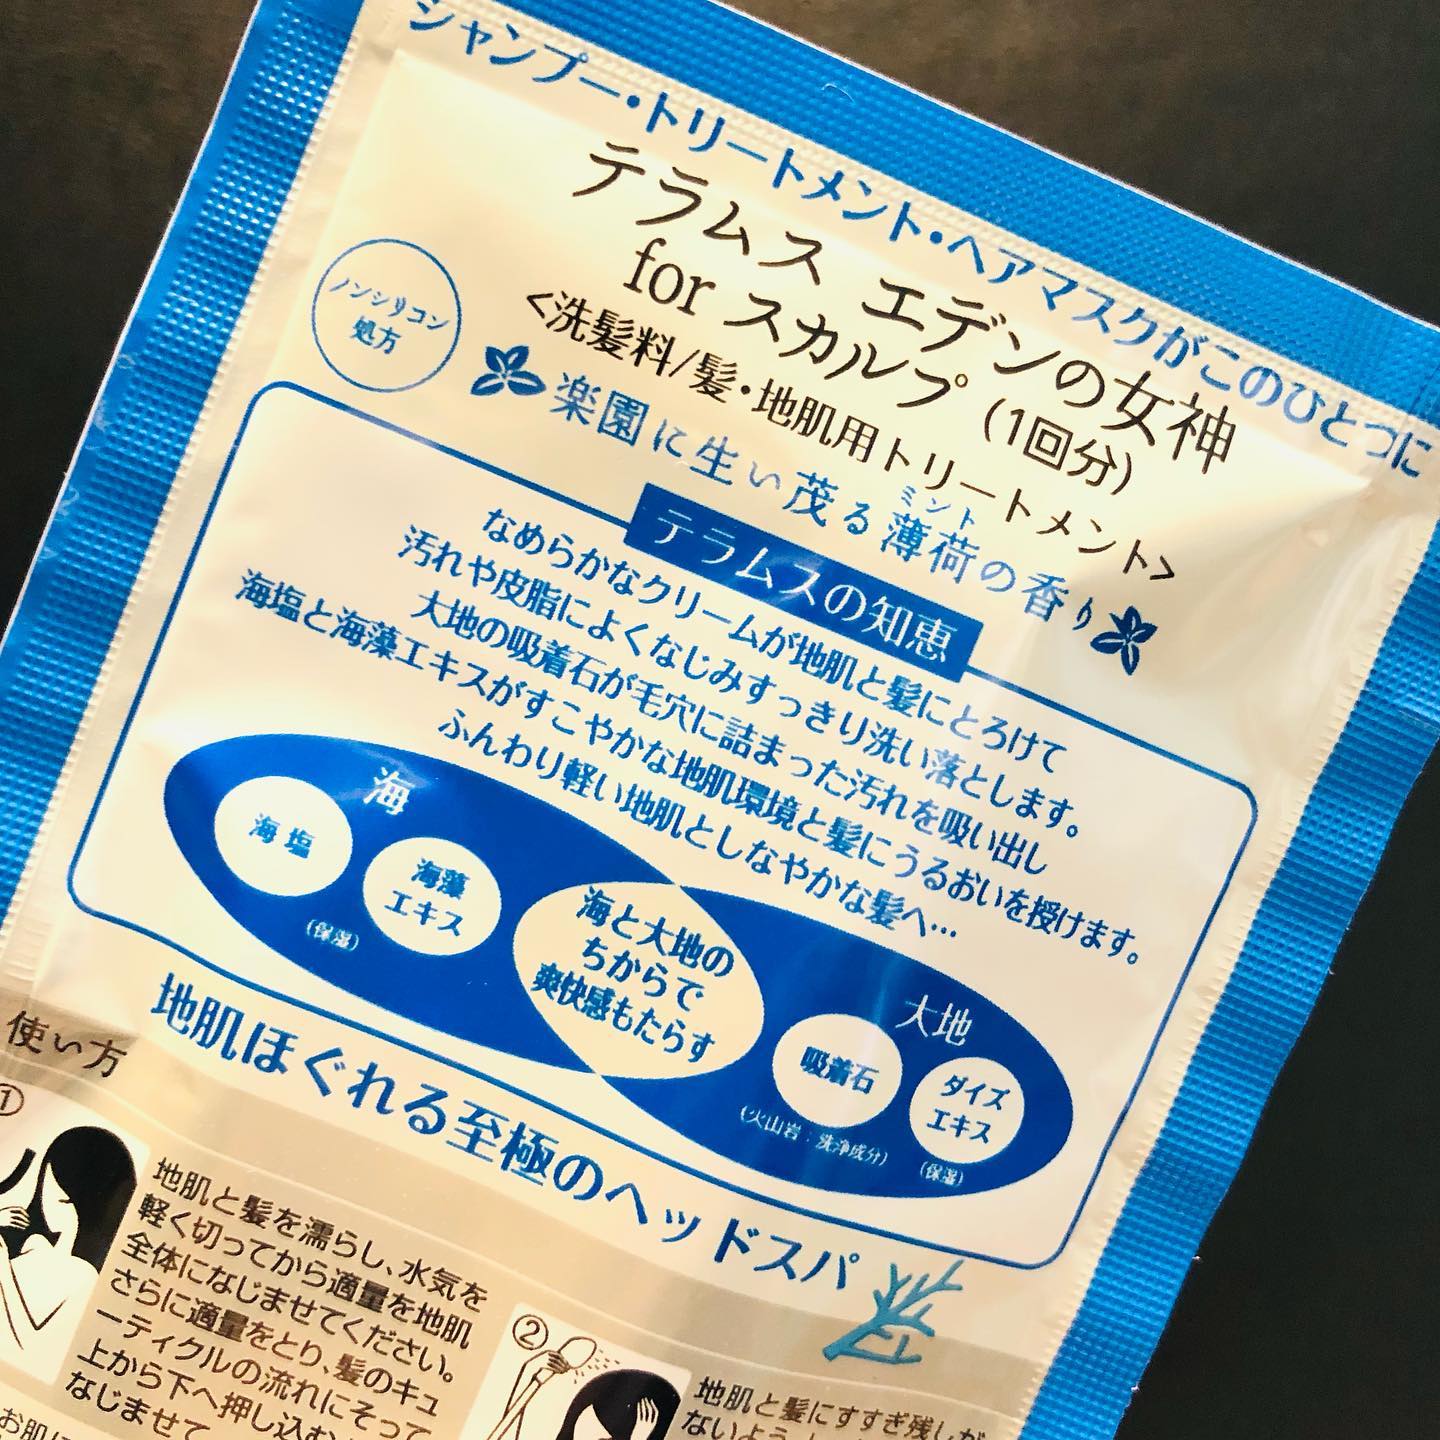 シャンプー・トリートメント・ヘアマスクがこのひとつに
テラムス エデンの女神
for スカルプ (1回分)
<洗髪料/髪・地肌用トリートメント>
ノンシリコン
処方
ミント
楽園に生い茂る薄荷の香り
テラムスの知恵
なめらかなクリームが地肌と髪にとろけて
汚れや皮脂によくなじみすっきり洗い落とします。
大地の吸着石が毛穴に詰まった汚れを吸い出し
海塩と海藻エキスがすこやかな地肌環境と髪にうるおいを授けます。
ふんわり軽い地肌としなやかな髪へ…
海
海塩
海藻
エキス
(保湿)
海と大地の
ちからで
爽快感もたらす
大地
吸着石
(火山岩：洗浄成分)
ダイズ
エキス
(保湿)
地肌ほぐれる至極のヘッドスパ
使い方
①
地肌と髪を濡らし、水気を
軽く切ってから適量を地肌
全体になじませてください。
さらに適量をとり、髪のキュ
ーティクルの流れにそって
上から下へ押し込む
なじませて
②
地肌と髪にすすぎ残しが
ないよう
お肌に